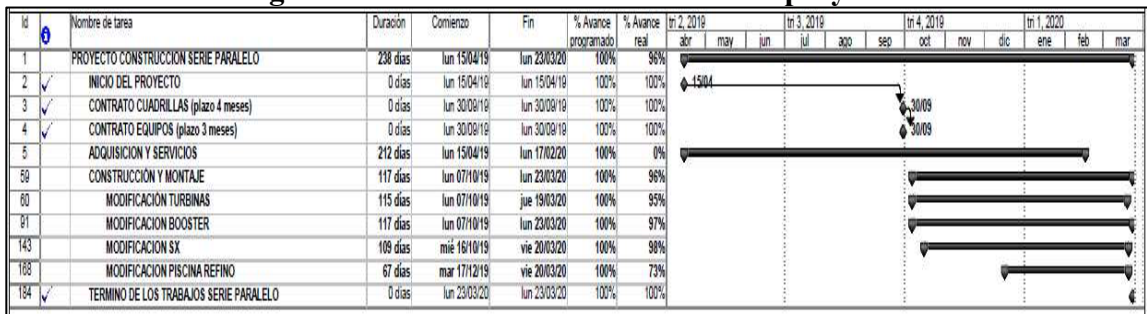 Id Nombre de tarea Duración Comienzo Fin % Avance programado % Avance real tri 2, 2019 tri 3, 2019 tri 4, 2019 tri 1, 2020
abr may jun jul ago sep oct nov dic ene feb mar
1 PROYECTO CONSTRUCCION SERIE PARALELO 238 días lun 15/04/19 lun 23/03/20 100% 96%
2 INICIO DEL PROYECTO 0 días lun 15/04/19 lun 15/04/19 100% 100% 15/04
3 CONTRATO CUADRILLAS (plazo 4 meses) 0 días lun 30/09/19 lun 30/09/19 100% 100% 30/09
4 CONTRATO EQUIPOS (plazo 3 meses) 0 días lun 30/09/19 lun 30/09/19 100% 100% 30/09
5 ADQUISICION Y SERVICIOS 212 días lun 15/04/19 lun 17/02/20 100% 0%
59 CONSTRUCCIÓN Y MONTAJE 117 días lun 07/10/19 lun 23/03/20 100% 96%
60 MODIFICACIÓN TURBINAS 115 días lun 07/10/19 jue 19/03/20 100% 95%
91 MODIFICACION BOOSTER 117 días lun 07/10/19 lun 23/03/20 100% 97%
143 MODIFICACION SX 109 días mié 16/10/19 vie 20/03/20 100% 98%
168 MODIFICACION PISCINA REFINO 67 días mar 17/12/19 vie 20/03/20 100% 73%
184 TERMINO DE LOS TRABAJOS SERIE PARALELO 0 días lun 23/03/20 lun 23/03/20 100% 100%